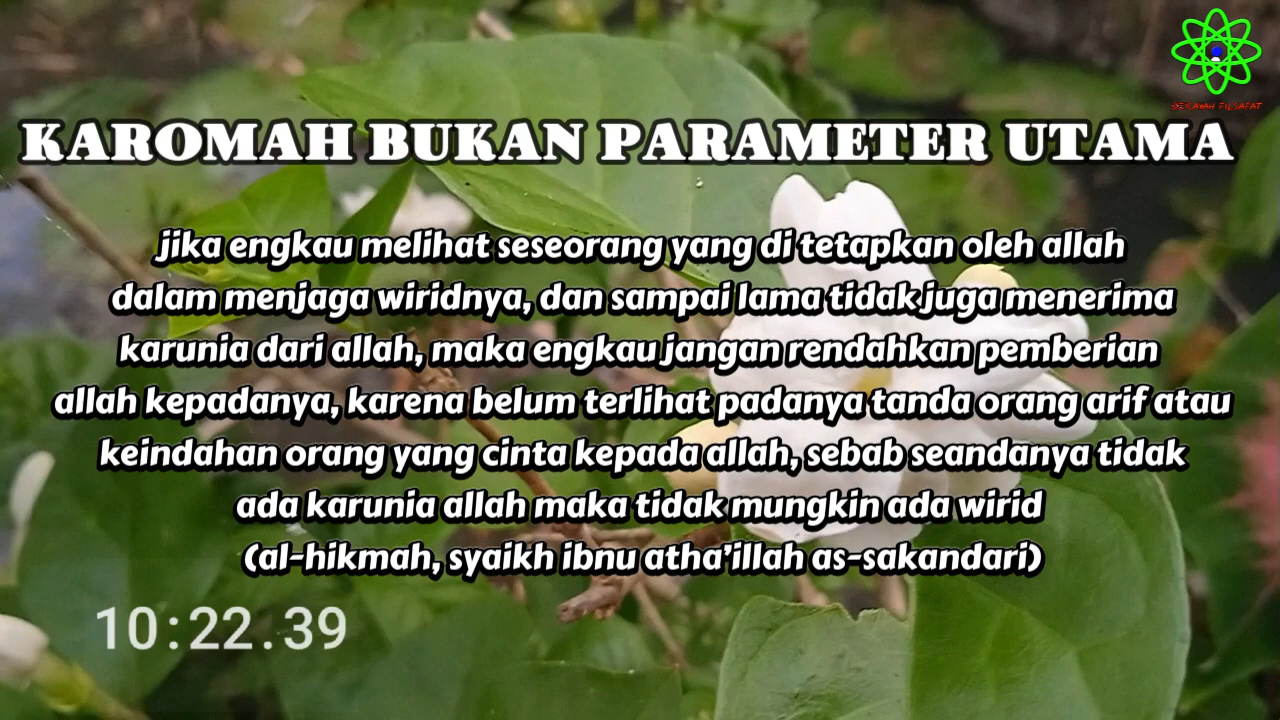 SERAWAH FILSAFAT
KAROMAH BUKAN PARAMETER UTAMA
jika engkau melihat seseorang yang di tetapkan oleh allah
dalam menjaga wiridnya, dan sampai lama tidak juga menerima
karunia dari allah, maka engkau jangan rendahkan pemberian
allah kepadanya, karena belum terlihat padanya tanda orang arif atau
keindahan orang yang cinta kepada allah, sebab seandanya tidak
ada karunia allah maka tidak mungkin ada wirid
(al-hikmah, syaikh ibnu atha'illah as-sakandari)
10:22.39